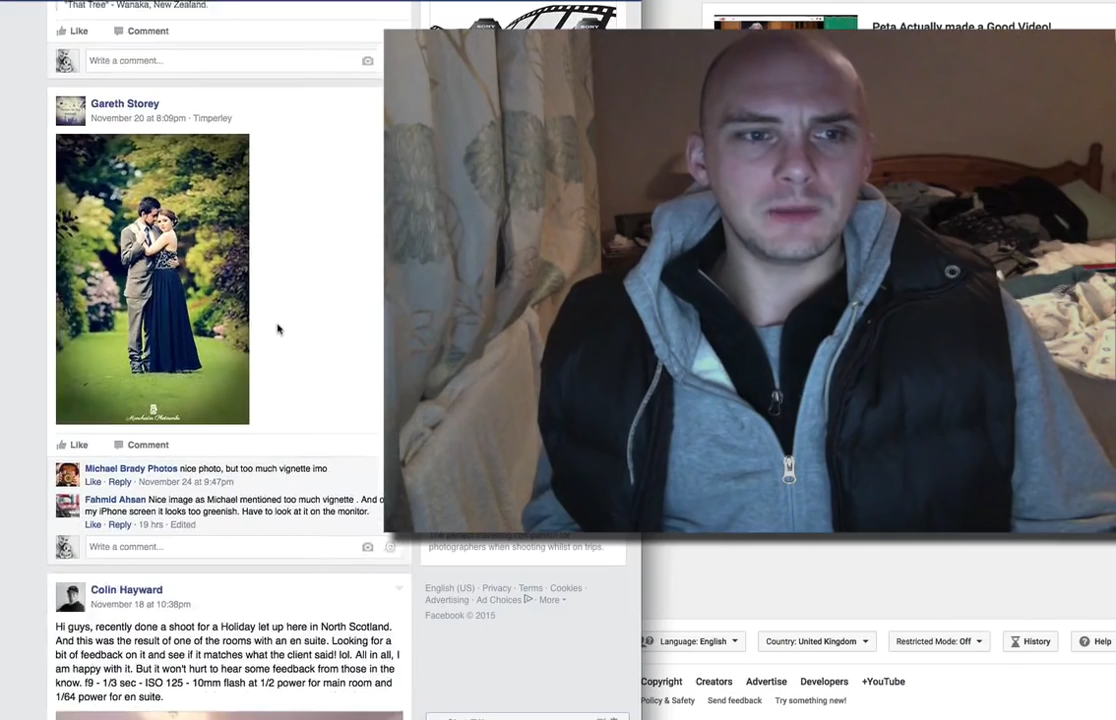 "That Tree" - Wanaka, New Zealand.
Like Comment
Write a comment...
Gareth Storey
November 20 at 8:09pm · Timperley
Like Comment
Michael Brady Photos nice photo, but too much vignette imo
Like · Reply · November 24 at 9:47pm
Fahmid Ahsan Nice image as Michael mentioned too much vignette . And o
my iPhone screen it looks too greenish. Have to look at it on the monitor.
Like · Reply · 19 hrs · Edited
Write a comment...
Colin Hayward
November 18 at 10:38pm
Hi guys, recently done a shoot for a Holiday let up here in North Scotland.
And this was the result of one of the rooms with an en suite. Looking for a
bit of feedback on it and see if it matches what the client said! lol. All in all, I
am happy with it. But it won't hurt to hear some feedback from those in the
know. f9 - 1/3 sec - ISO 125 - 10mm flash at 1/2 power for main room and
1/64 power for en suite.
SONY
SONY
photographers when shooting whilst on trips.
English (US) · Privacy · Terms · Cookies ·
Advertising · Ad Choices · More
Facebook © 2015
Peta Actually made a Good Video!
Language: English
Country: United Kingdom
Restricted Mode: Off
History
Help
Copyright Creators Advertise Developers +YouTube
Policy & Safety Send feedback Try something new!